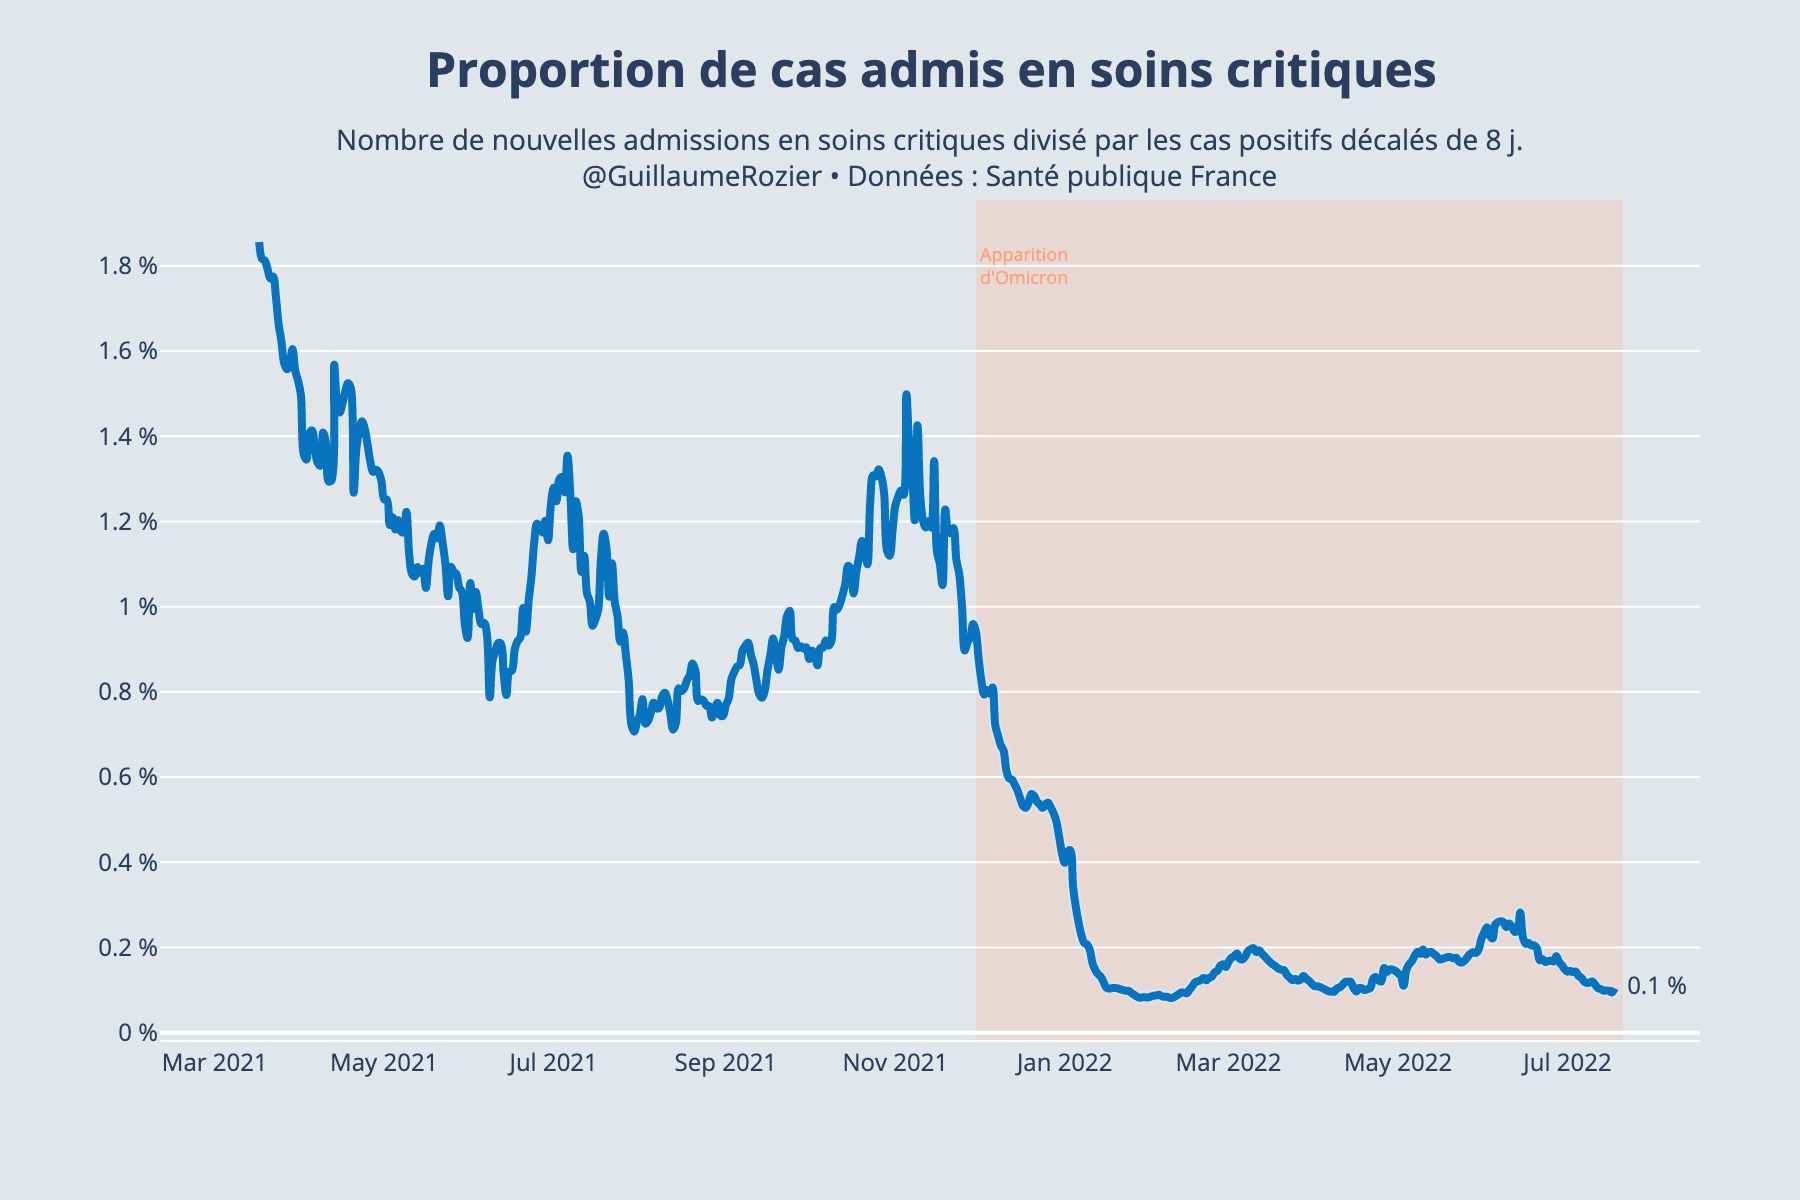 Proportion de cas admis en soins critiques
Nombre de nouvelles admissions en soins critiques divisé par les cas positifs décalés de 8 j.
@GuillaumeRozier • Données : Santé publique France
Apparition
d'Omicron
1.8 %
1.6 %
1.4 %
1.2 %
1 %
0.8 %
0.6 %
0.4 %
0.2 %
0 %
0.1 %
Mar 2021
May 2021
Jul 2021
Sep 2021
Nov 2021
Jan 2022
Mar 2022
May 2022
Jul 2022